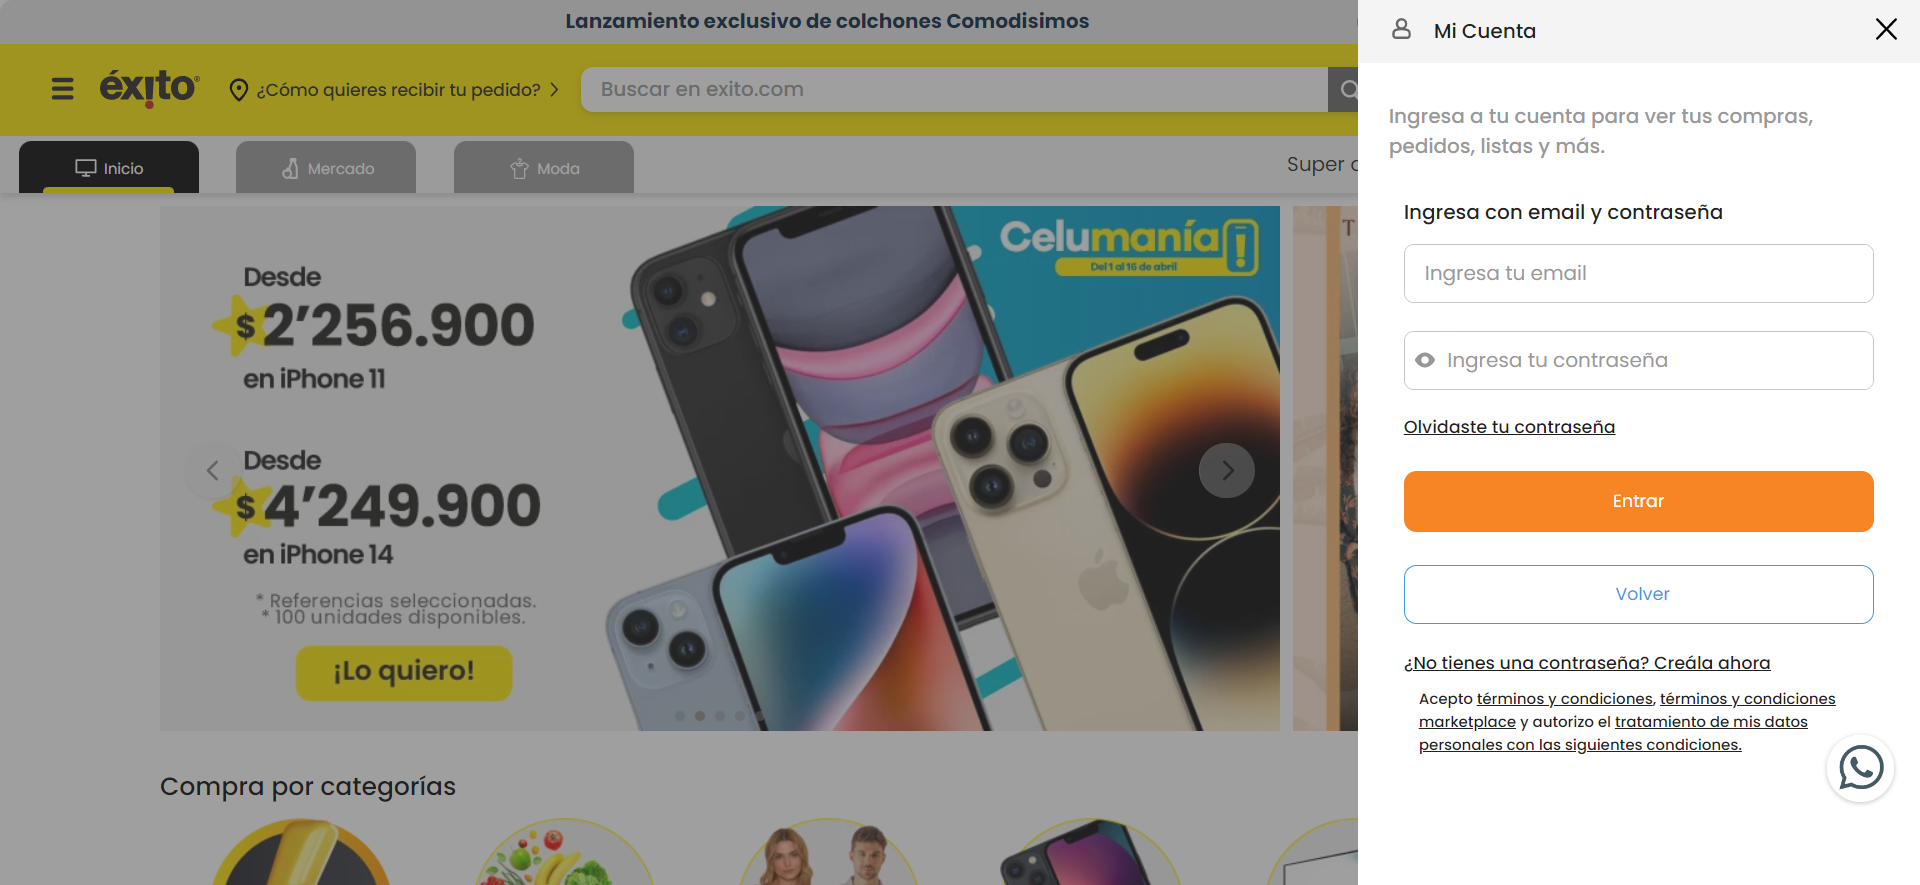 Lanzamiento exclusivo de colchones Comodisimos
éxito
¿Cómo quieres recibir tu pedido?
Buscar en exito.com
Inicio
Mercado
Moda
Super
Desde
$2'256.900
en iPhone 11
Desde
$4'249.900
en iPhone 14
* Referencias seleccionadas.
* 100 unidades disponibles.
¡Lo quiero!
Celumanía
Del 1 al 16 de abril
Compra por categorías
Mi Cuenta
Ingresa a tu cuenta para ver tus compras,
pedidos, listas y más.
Ingresa con email y contraseña
Ingresa tu email
Ingresa tu contraseña
Olvidaste tu contraseña
Entrar
Volver
¿No tienes una contraseña? Creála ahora
Acepto términos y condiciones, términos y condiciones
marketplace y autorizo el tratamiento de mis datos
personales con las siguientes condiciones.